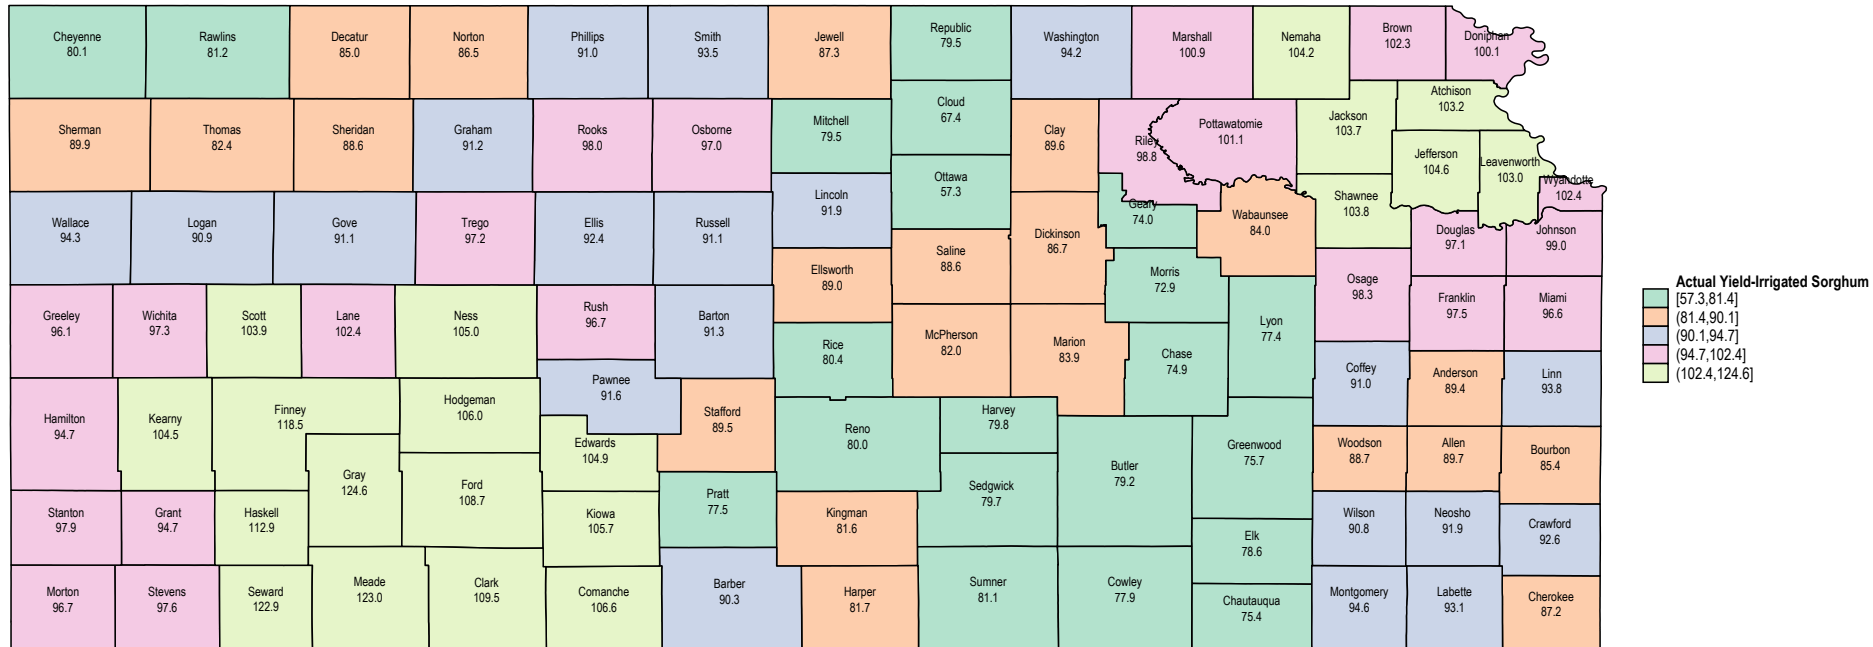 Cheyenne
80.1
Rawlins
81.2
Decatur
85.0
Norton
86.5
Phillips
91.0
Smith
93.5
Jewell
87.3
Republic
79.5
Washington
94.2
Marshall
100.9
Nemaha
104.2
Brown
102.3
Doniphan
100.1
Sherman
89.9
Thomas
82.4
Sheridan
88.6
Graham
91.2
Rooks
98.0
Osborne
97.0
Mitchell
79.5
Cloud
67.4
Clay
89.6
Riley
98.8
Pottawatomie
101.1
Jackson
103.7
Atchison
103.2
Jefferson
104.6
Leavenworth
103.0
Wyandotte
102.4
Wallace
94.3
Logan
90.9
Gove
91.1
Trego
97.2
Ellis
92.4
Russell
91.1
Lincoln
91.9
Ottawa
57.3
Saline
88.6
Dickinson
86.7
Geary
74.0
Wabaunsee
84.0
Shawnee
103.8
Douglas
97.1
Johnson
99.0
Ellsworth
89.0
Morris
72.9
Osage
98.3
Franklin
97.5
Miami
96.6
Greeley
96.1
Wichita
97.3
Scott
103.9
Lane
102.4
Ness
105.0
Rush
96.7
Barton
91.3
Rice
80.4
McPherson
82.0
Marion
83.9
Chase
74.9
Lyon
77.4
Coffey
91.0
Anderson
89.4
Linn
93.8
Hamilton
94.7
Kearny
104.5
Finney
118.5
Hodgeman
106.0
Pawnee
91.6
Stafford
89.5
Reno
80.0
Harvey
79.8
Butler
79.2
Greenwood
75.7
Woodson
88.7
Allen
89.7
Bourbon
85.4
Gray
124.6
Ford
108.7
Edwards
104.9
Pratt
77.5
Sedgwick
79.7
Stanton
97.9
Grant
94.7
Haskell
112.9
Kiowa
105.7
Kingman
81.6
Elk
78.6
Wilson
90.8
Neosho
91.9
Crawford
92.6
Morton
96.7
Stevens
97.6
Seward
122.9
Meade
123.0
Clark
109.5
Comanche
106.6
Barber
90.3
Harper
81.7
Sumner
81.1
Cowley
77.9
Chautauqua
75.4
Montgomery
94.6
Labette
93.1
Cherokee
87.2
Actual Yield-Irrigated Sorghum
[57.3,81.4]
(81.4,90.1]
(90.1,94.7]
(94.7,102.4]
(102.4,124.6]